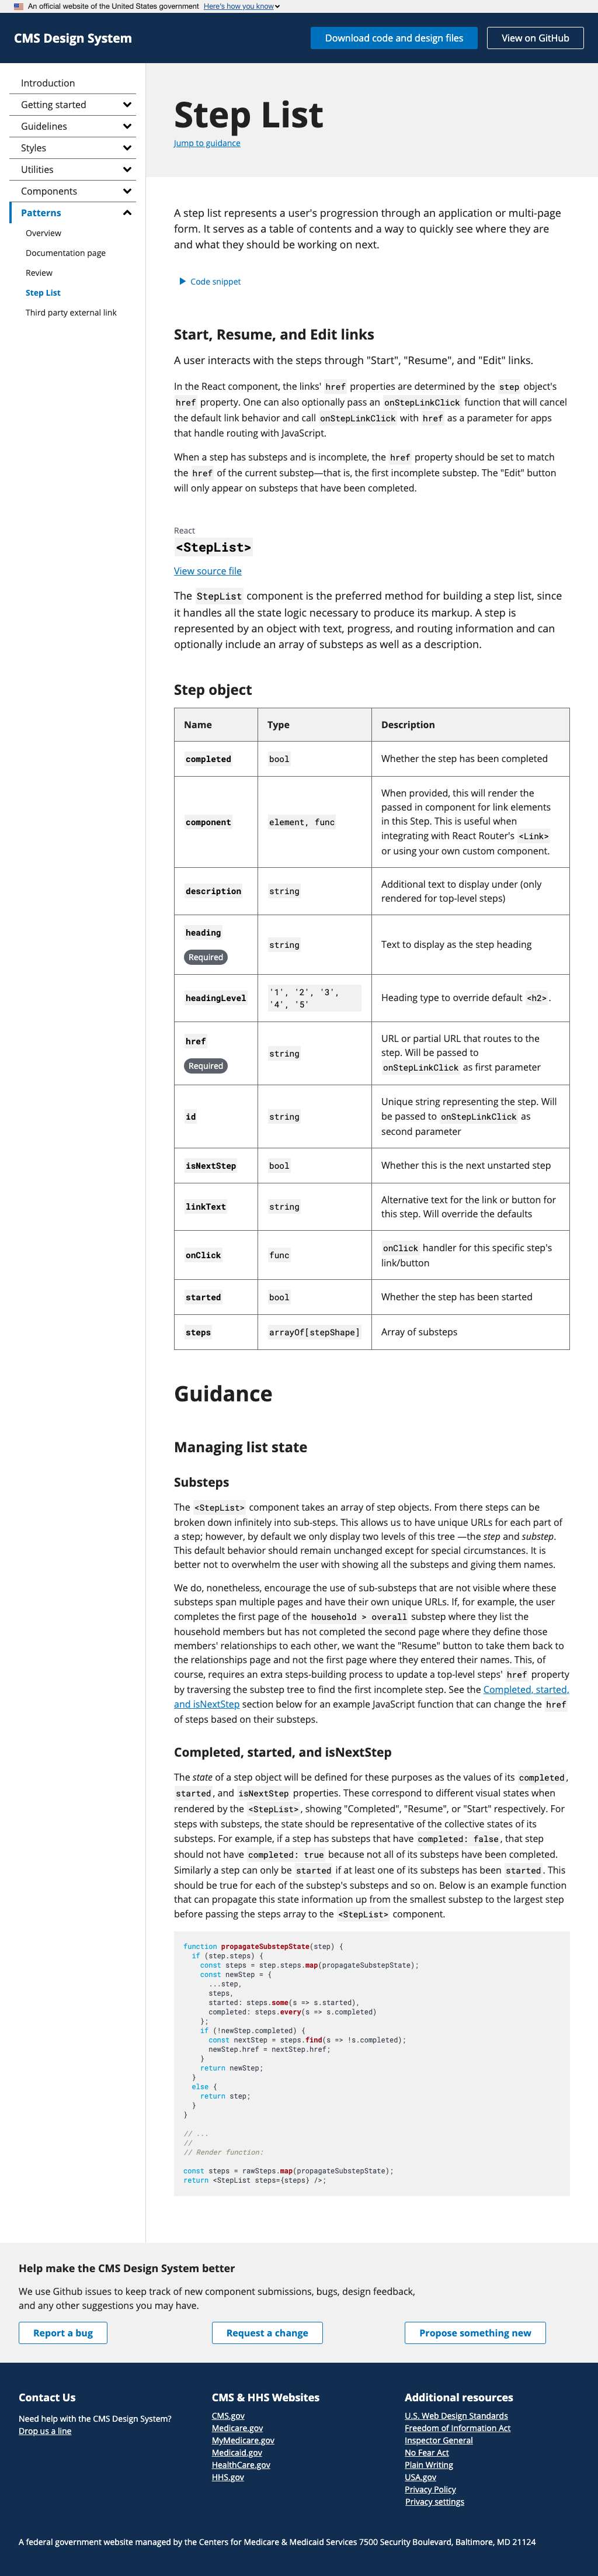 An official website of the United States government Here's how you know
CMS Design System
Download code and design files
View on GitHub
Introduction
Getting started
Guidelines
Styles
Utilities
Components
Patterns
Overview
Documentation page
Review
Step List
Third party external link
Step List
Jump to guidance
A step list represents a user's progression through an application or multi-page
form. It serves as a table of contents and a way to quickly see where they are
and what they should be working on next.
Code snippet
Start, Resume, and Edit links
A user interacts with the steps through "Start", "Resume", and "Edit" links.
In the React component, the links' href properties are determined by the step object's
href property. One can also optionally pass an onStepLinkClick function that will cancel
the default link behavior and call onStepLinkClick with href as a parameter for apps
that handle routing with JavaScript.
When a step has substeps and is incomplete, the href property should be set to match
the href of the current substep—that is, the first incomplete substep. The "Edit" button
will only appear on substeps that have been completed.
React
<StepList>
View source file
The StepList component is the preferred method for building a step list, since
it handles all the state logic necessary to produce its markup. A step is
represented by an object with text, progress, and routing information and can
optionally include an array of substeps as well as a description.
Step object
Name Type Description
completed bool Whether the step has been completed
component element, func When provided, this will render the
passed in component for link elements
in this Step. This is useful when
integrating with React Router's <Link>
or using your own custom component.
description string Additional text to display under (only
rendered for top-level steps)
heading
Required
string Text to display as the step heading
headingLevel '1', '2', '3',
'4', '5'
Heading type to override default <h2>.
href
Required
string URL or partial URL that routes to the
step. Will be passed to
onStepLinkClick as first parameter
id string Unique string representing the step. Will
be passed to onStepLinkClick as
second parameter
isNextStep bool Whether this is the next unstarted step
linkText string Alternative text for the link or button for
this step. Will override the defaults
onClick func onClick handler for this specific step's
link/button
started bool Whether the step has been started
steps arrayOf[stepShape] Array of substeps
Guidance
Managing list state
Substeps
The <StepList> component takes an array of step objects. From there steps can be
broken down infinitely into sub-steps. This allows us to have unique URLs for each part of
a step; however, by default we only display two levels of this tree —the step and substep.
This default behavior should remain unchanged except for special circumstances. It is
better not to overwhelm the user with showing all the substeps and giving them names.
We do, nonetheless, encourage the use of sub-substeps that are not visible where these
substeps span multiple pages and have their own unique URLs. If, for example, the user
completes the first page of the household > overall substep where they list the
household members but has not completed the second page where they define those
members' relationships to each other, we want the "Resume" button to take them back to
the relationships page and not the first page where they entered their names. This, of
course, requires an extra steps-building process to update a top-level steps' href property
by traversing the substep tree to find the first incomplete step. See the Completed, started,
and isNextStep section below for an example JavaScript function that can change the href
of steps based on their substeps.
Completed, started, and isNextStep
The state of a step object will be defined for these purposes as the values of its completed,
started, and isNextStep properties. These correspond to different visual states when
rendered by the <StepList>, showing "Completed", "Resume", or "Start" respectively. For
steps with substeps, the state should be representative of the collective states of its
substeps. For example, if a step has substeps that have completed: false, that step
should not have completed: true because not all of its substeps have been completed.
Similarly a step can only be started if at least one of its substeps has been started. This
should be true for each of the substep's substeps and so on. Below is an example function
that can propagate this state information up from the smallest substep to the largest step
before passing the steps array to the <StepList> component.
function propagateSubstepState(step) {
if (step.steps) {
const steps = step.steps.map(propagateSubstepState);
const newStep = {
...step,
steps,
started: steps.some(s => s.started),
completed: steps.every(s => s.completed)
};
if (!newStep.completed) {
const nextStep = steps.find(s => !s.completed);
newStep.href = nextStep.href;
}
return newStep;
}
else {
return step;
}
}
// ...
//
// Render function:
const steps = rawSteps.map(propagateSubstepState);
return <StepList steps={steps} />;
Help make the CMS Design System better
We use Github issues to keep track of new component submissions, bugs, design feedback,
and any other suggestions you may have.
Report a bug
Request a change
Propose something new
Contact Us
Need help with the CMS Design System?
Drop us a line
CMS & HHS Websites
CMS.gov
Medicare.gov
MyMedicare.gov
Medicaid.gov
HealthCare.gov
HHS.gov
Additional resources
U.S. Web Design Standards
Freedom of Information Act
Inspector General
No Fear Act
Plain Writing
USA.gov
Privacy Policy
Privacy settings
A federal government website managed by the Centers for Medicare & Medicaid Services 7500 Security Boulevard, Baltimore, MD 21124